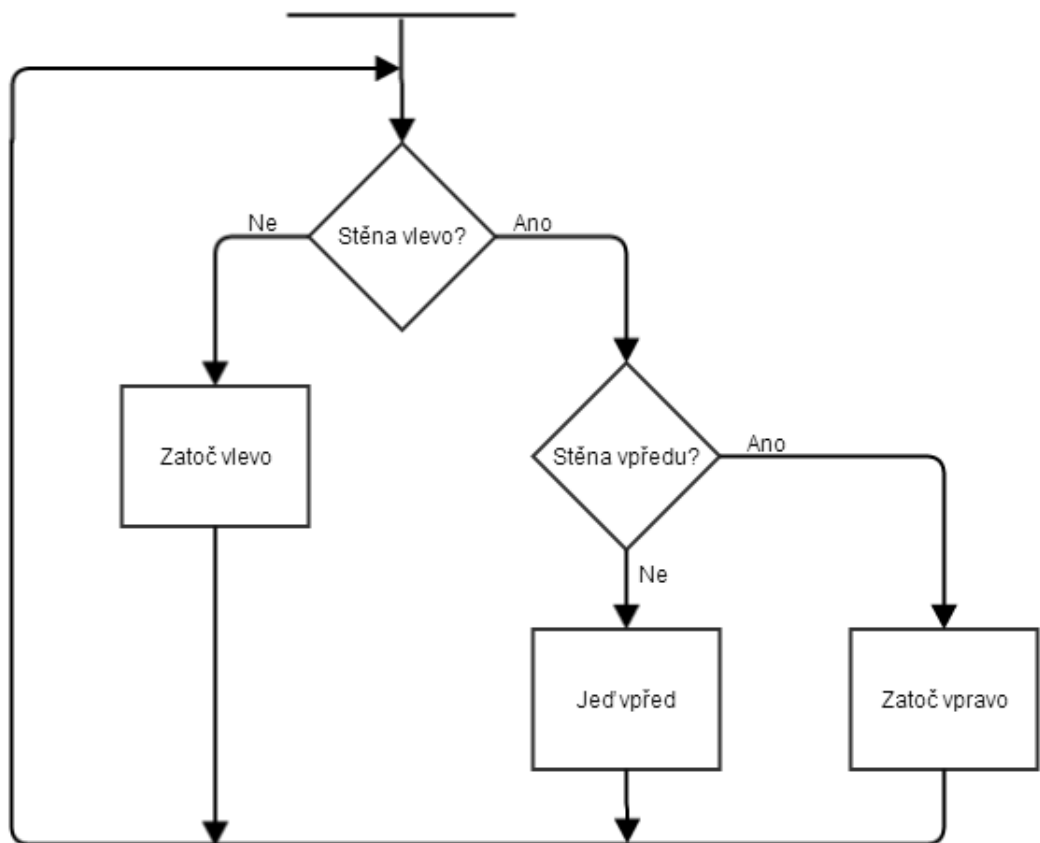 Ne
Stěna vlevo?
Ano
Zatoč vlevo
Stěna vpředu?
Ano
Ne
Jeď vpřed
Zatoč vpravo